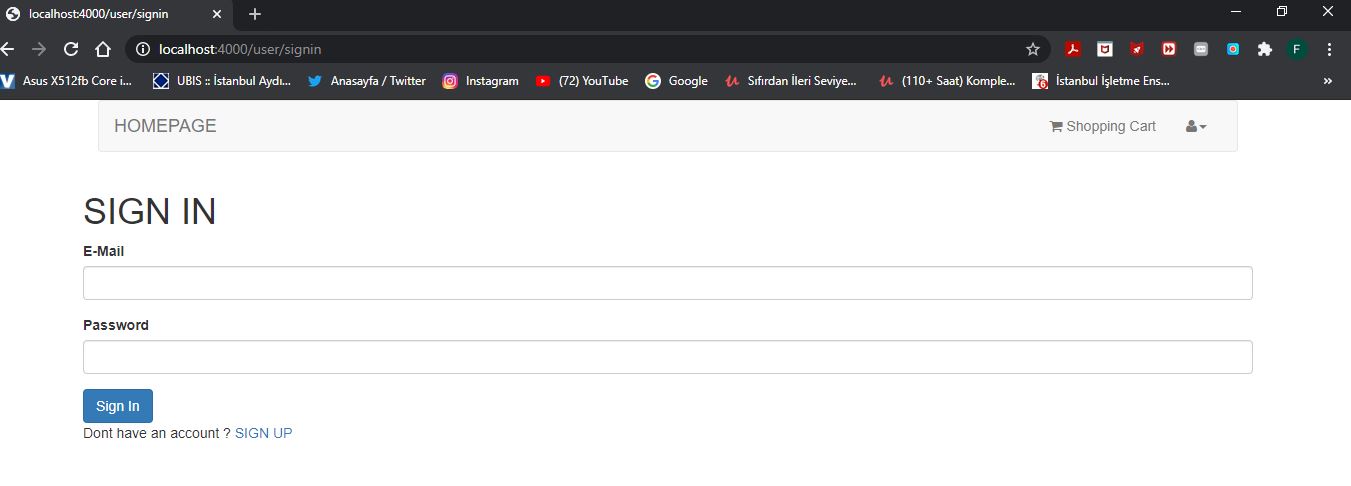 localhost:4000/user/signin
localhost:4000/user/signin
F
Asus X512fb Core i... UBIS :: İstanbul Aydı... Anasayfa / Twitter Instagram (72) YouTube Google Sıfırdan İleri Seviye... (110+ Saat) Komple... İstanbul İşletme Ens... »
HOMEPAGE Shopping Cart
SIGN IN
E-Mail
Password
Sign In
Dont have an account ? SIGN UP